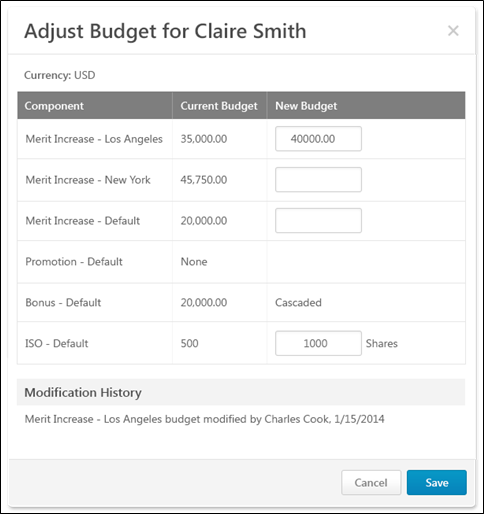 Adjust Budget for Claire Smith ×
Currency: USD
Component Current Budget New Budget
Merit Increase - Los Angeles 35,000.00 40000.00
Merit Increase - New York 45,750.00
Merit Increase - Default 20,000.00
Promotion - Default None
Bonus - Default 20,000.00 Cascaded
ISO - Default 500 1000 Shares
Modification History
Merit Increase - Los Angeles budget modified by Charles Cook, 1/15/2014
Cancel Save